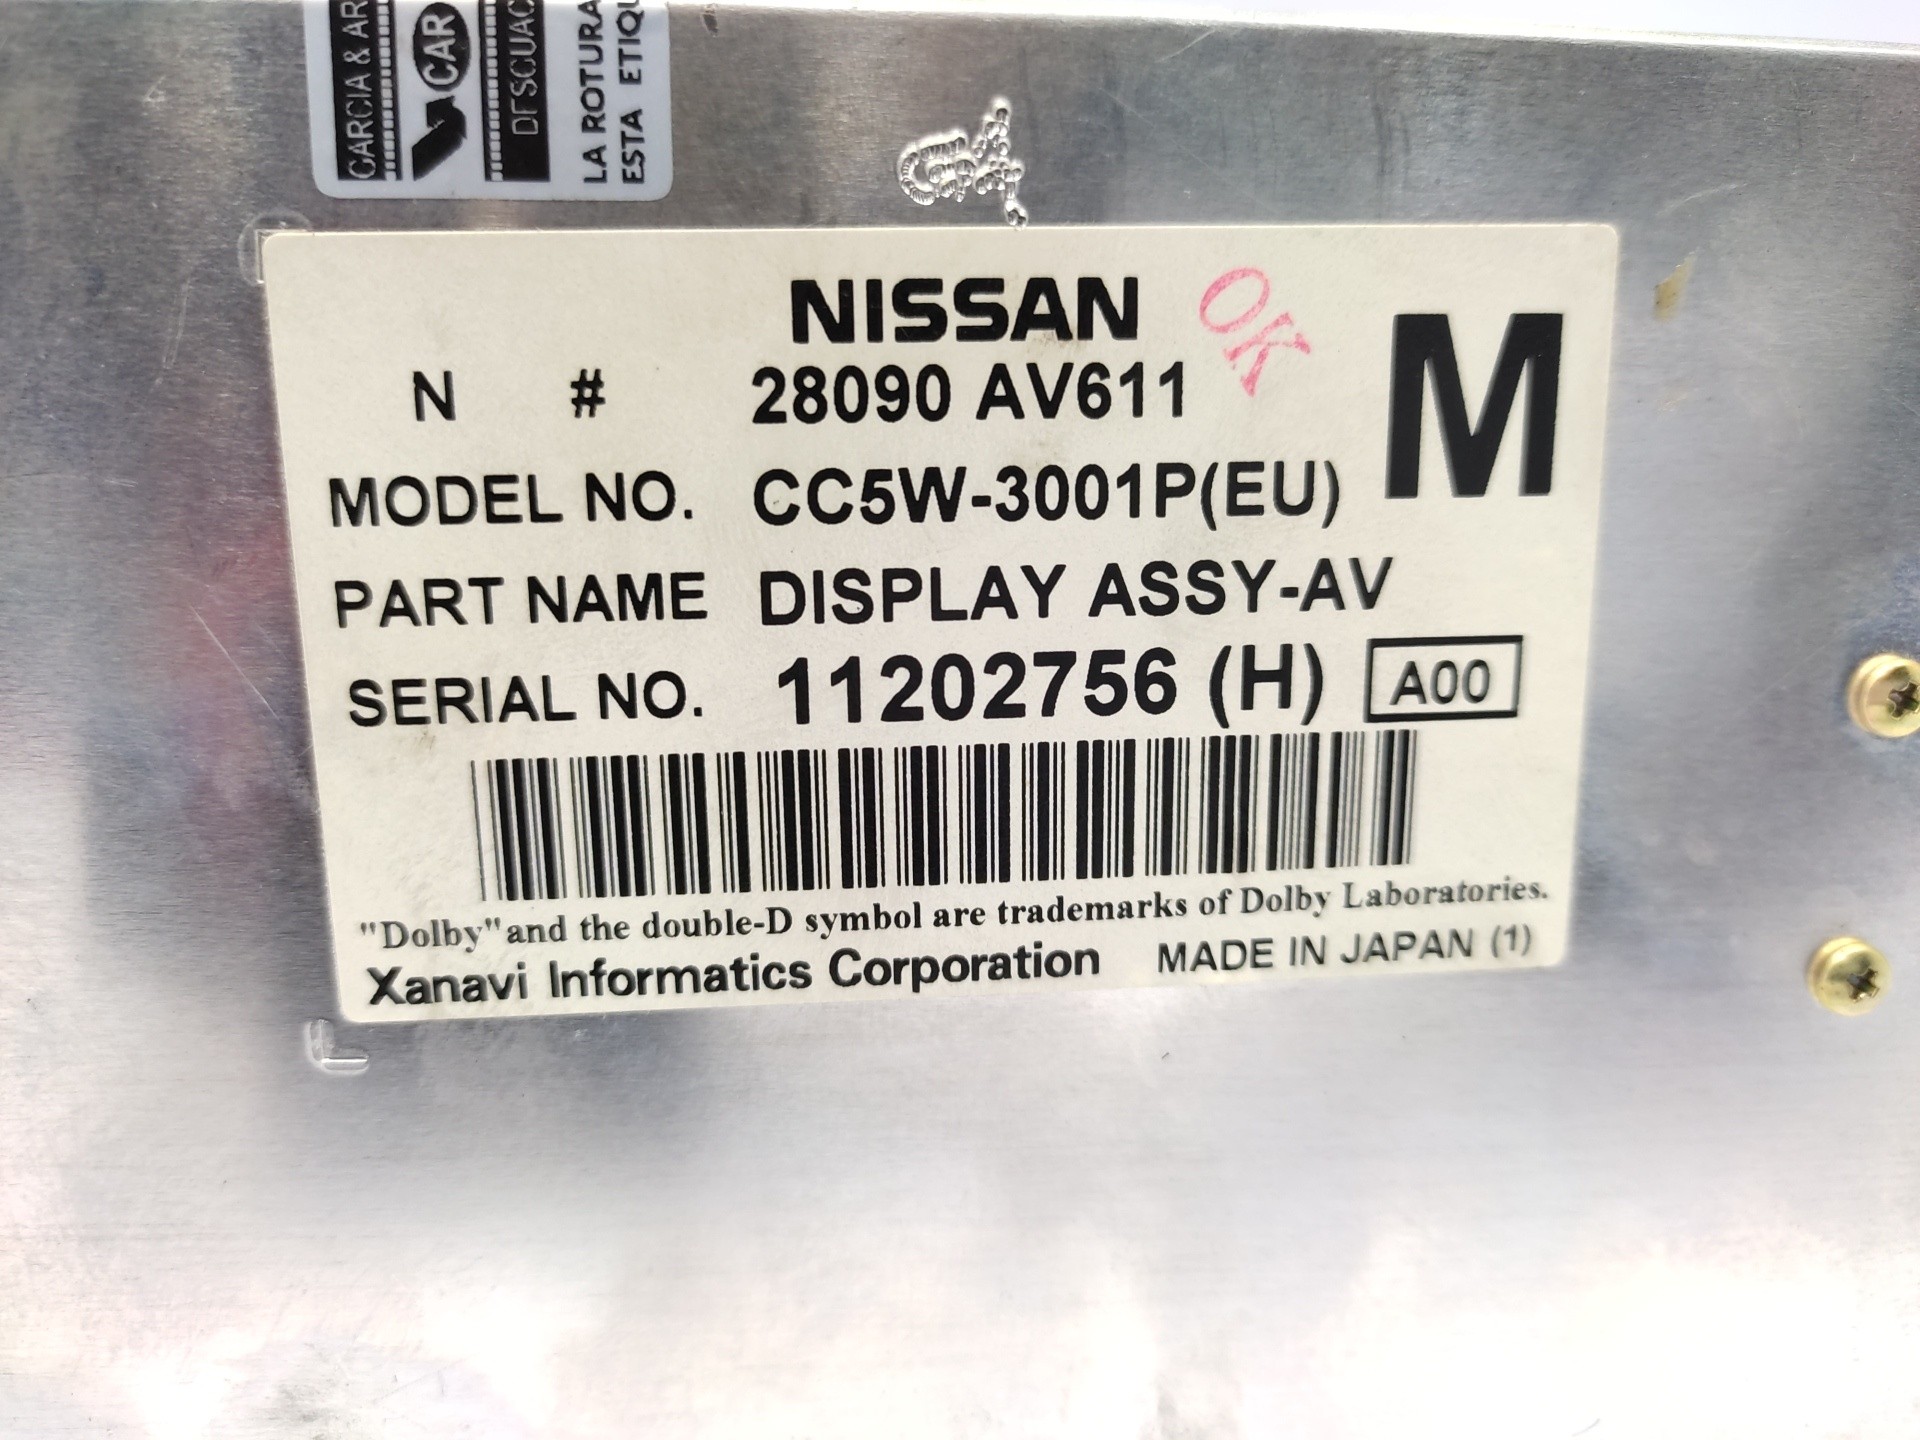 GARCIA & AR
CAR
DESGUAC
LA ROTURA
ESTA ETIQU
NISSAN
OK
M
N # 28090 AV611
MODEL NO. CC5W-3001P(EU)
PART NAME DISPLAY ASSY-AV
SERIAL NO. 11202756 (H) A00
"Dolby" and the double-D symbol are trademarks of Dolby Laboratories.
Xanavi Informatics Corporation MADE IN JAPAN (1)